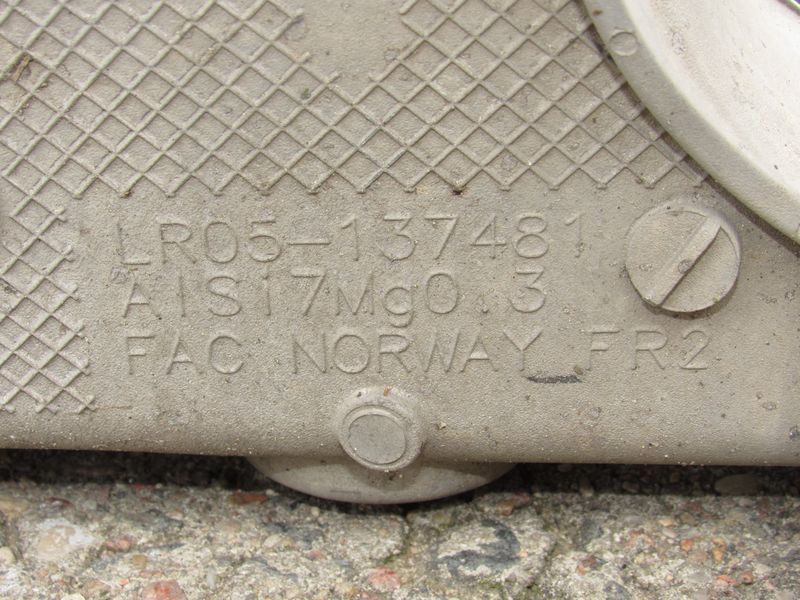 LR05-137481
AlSi7Mg0.3
FAC NORWAY FR2